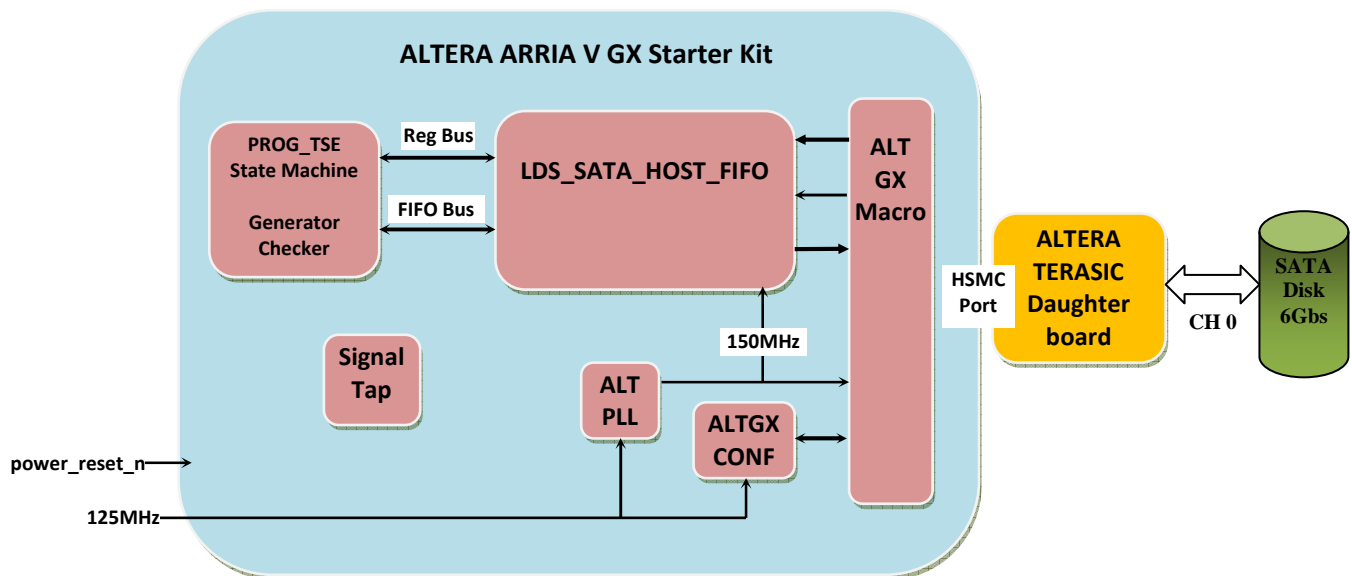 ALTERA ARRIA V GX Starter Kit
PROG_TSE
State Machine
Generator
Checker
Reg Bus
FIFO Bus
LDS_SATA_HOST_FIFO
ALT
GX
Macro
HSMC
Port
ALTERA
TERASIC
Daughter
board
CH 0
SATA
Disk
6Gbs
150MHz
Signal
Tap
ALT
PLL
ALTGX
CONF
power_reset_n
125MHz